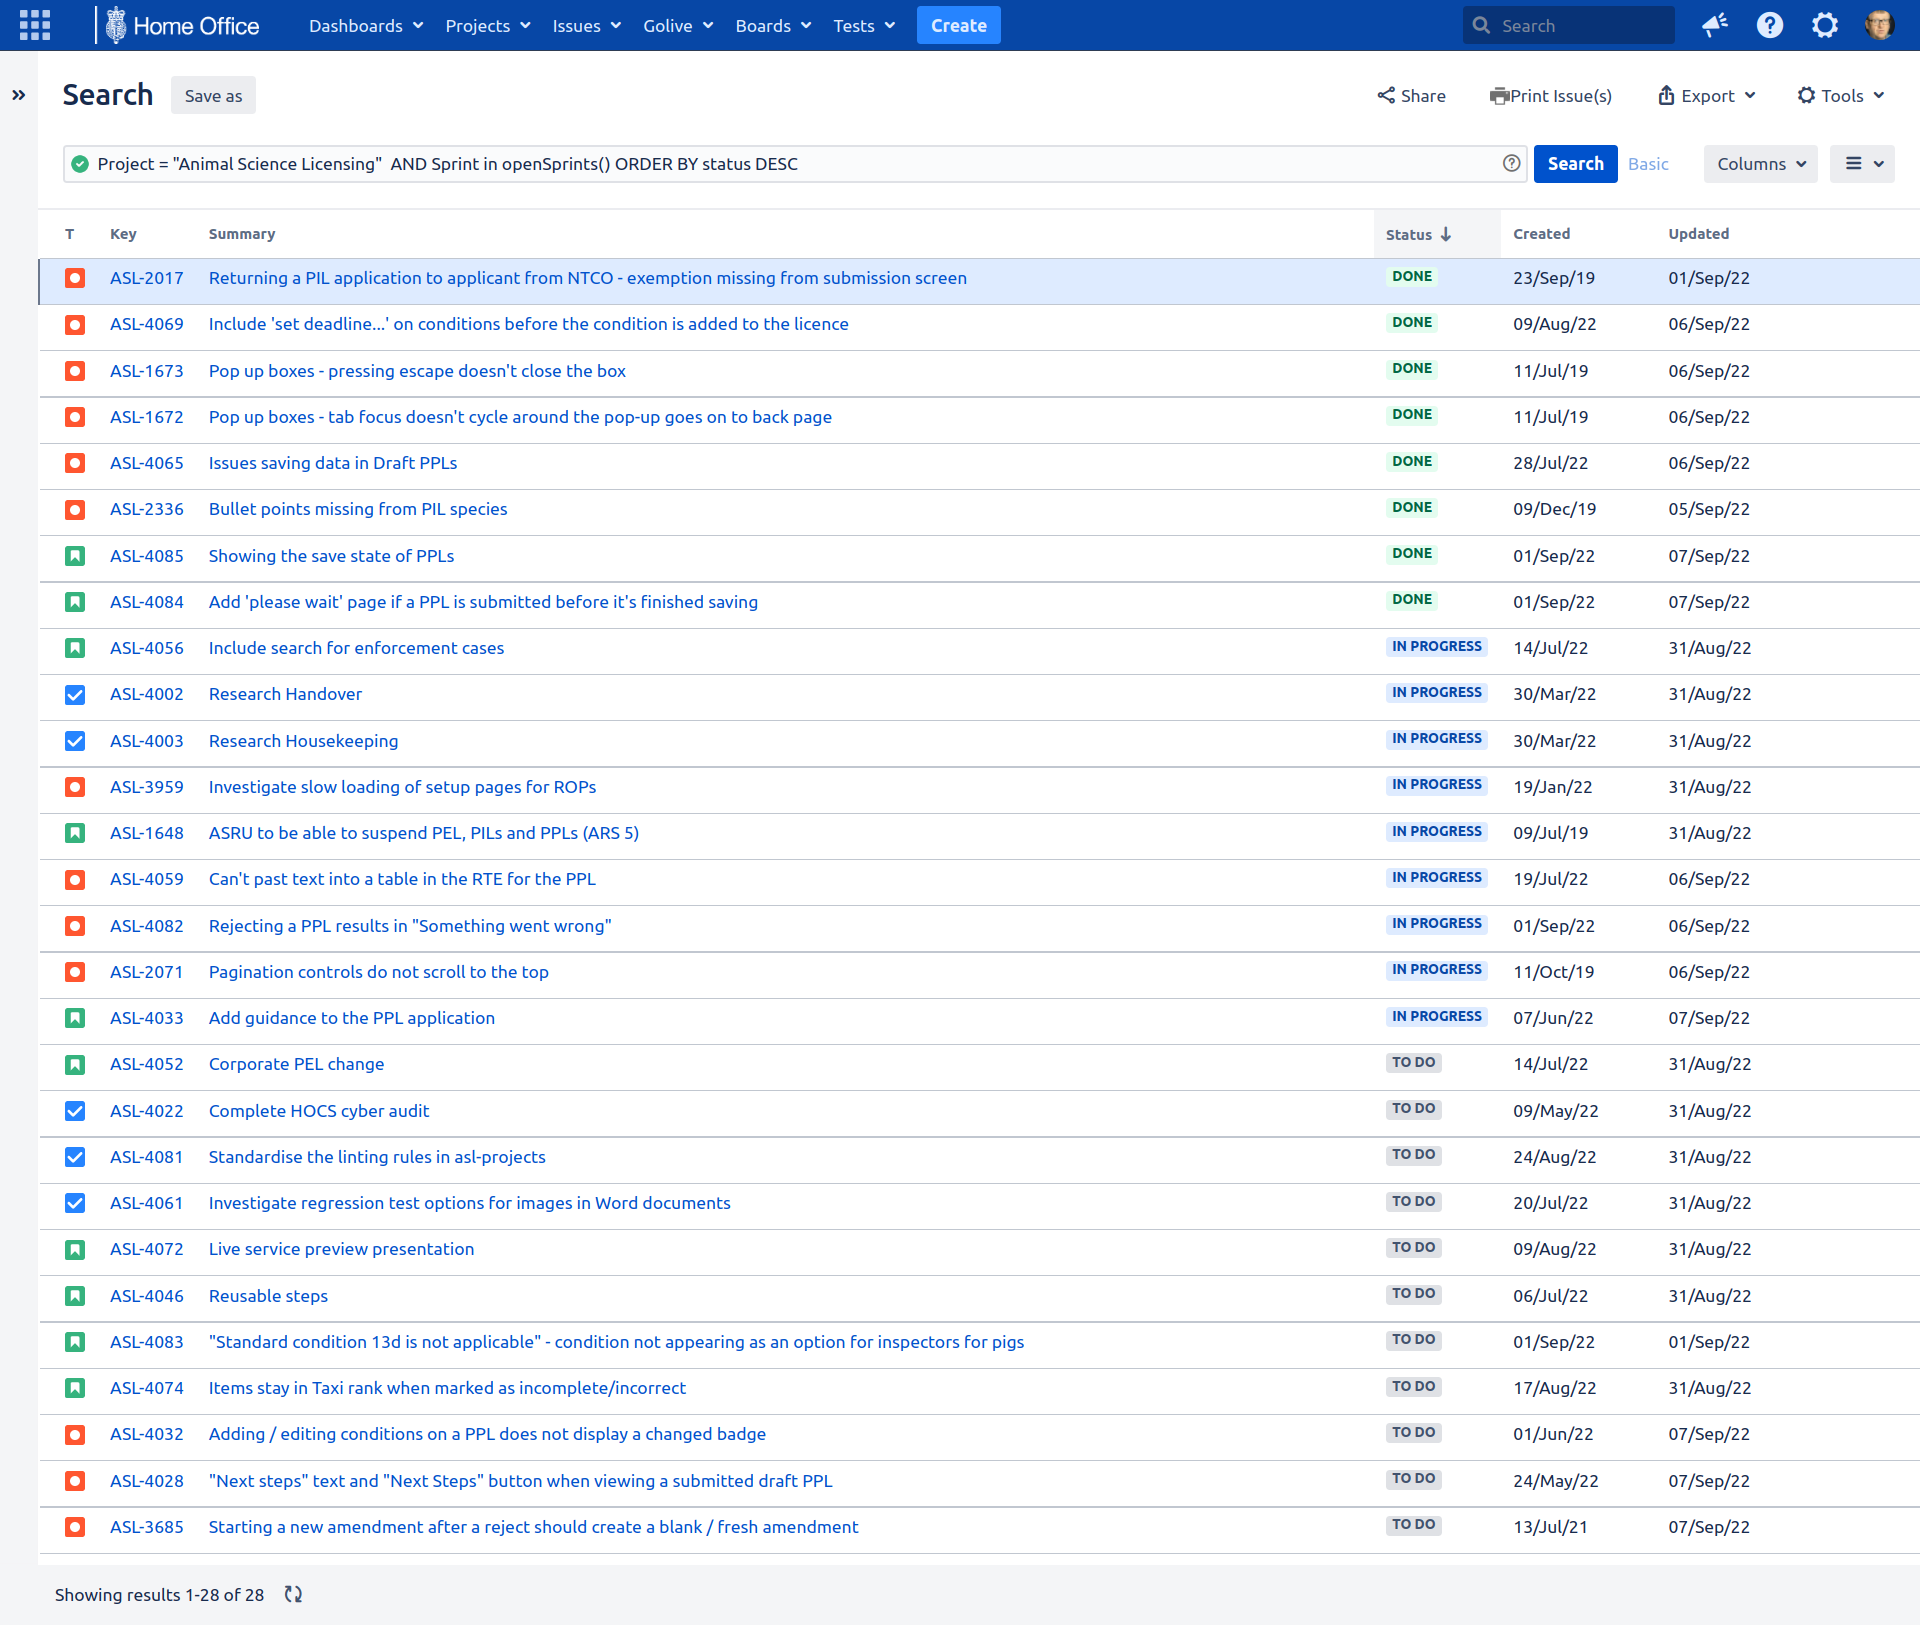 Home Office Dashboards Projects Issues Golive Boards Tests Create Search
Search Save as Share Print Issue(s) Export Tools
Project = "Animal Science Licensing"  AND Sprint in openSprints() ORDER BY status DESC Search Basic Columns
T Key Summary Status Created Updated
ASL-2017 Returning a PIL application to applicant from NTCO - exemption missing from submission screen DONE 23/Sep/19 01/Sep/22
ASL-4069 Include 'set deadline...' on conditions before the condition is added to the licence DONE 09/Aug/22 06/Sep/22
ASL-1673 Pop up boxes - pressing escape doesn't close the box DONE 11/Jul/19 06/Sep/22
ASL-1672 Pop up boxes - tab focus doesn't cycle around the pop-up goes on to back page DONE 11/Jul/19 06/Sep/22
ASL-4065 Issues saving data in Draft PPLs DONE 28/Jul/22 06/Sep/22
ASL-2336 Bullet points missing from PIL species DONE 09/Dec/19 05/Sep/22
ASL-4085 Showing the save state of PPLs DONE 01/Sep/22 07/Sep/22
ASL-4084 Add 'please wait' page if a PPL is submitted before it's finished saving DONE 01/Sep/22 07/Sep/22
ASL-4056 Include search for enforcement cases IN PROGRESS 14/Jul/22 31/Aug/22
ASL-4002 Research Handover IN PROGRESS 30/Mar/22 31/Aug/22
ASL-4003 Research Housekeeping IN PROGRESS 30/Mar/22 31/Aug/22
ASL-3959 Investigate slow loading of setup pages for ROPs IN PROGRESS 19/Jan/22 31/Aug/22
ASL-1648 ASRU to be able to suspend PEL, PILs and PPLs (ARS 5) IN PROGRESS 09/Jul/19 31/Aug/22
ASL-4059 Can't past text into a table in the RTE for the PPL IN PROGRESS 19/Jul/22 06/Sep/22
ASL-4082 Rejecting a PPL results in "Something went wrong" IN PROGRESS 01/Sep/22 06/Sep/22
ASL-2071 Pagination controls do not scroll to the top IN PROGRESS 11/Oct/19 06/Sep/22
ASL-4033 Add guidance to the PPL application IN PROGRESS 07/Jun/22 07/Sep/22
ASL-4052 Corporate PEL change TO DO 14/Jul/22 31/Aug/22
ASL-4022 Complete HOCS cyber audit TO DO 09/May/22 31/Aug/22
ASL-4081 Standardise the linting rules in asl-projects TO DO 24/Aug/22 31/Aug/22
ASL-4061 Investigate regression test options for images in Word documents TO DO 20/Jul/22 31/Aug/22
ASL-4072 Live service preview presentation TO DO 09/Aug/22 31/Aug/22
ASL-4046 Reusable steps TO DO 06/Jul/22 31/Aug/22
ASL-4083 "Standard condition 13d is not applicable" - condition not appearing as an option for inspectors for pigs TO DO 01/Sep/22 01/Sep/22
ASL-4074 Items stay in Taxi rank when marked as incomplete/incorrect TO DO 17/Aug/22 31/Aug/22
ASL-4032 Adding / editing conditions on a PPL does not display a changed badge TO DO 01/Jun/22 07/Sep/22
ASL-4028 "Next steps" text and "Next Steps" button when viewing a submitted draft PPL TO DO 24/May/22 07/Sep/22
ASL-3685 Starting a new amendment after a reject should create a blank / fresh amendment TO DO 13/Jul/21 07/Sep/22
Showing results 1-28 of 28